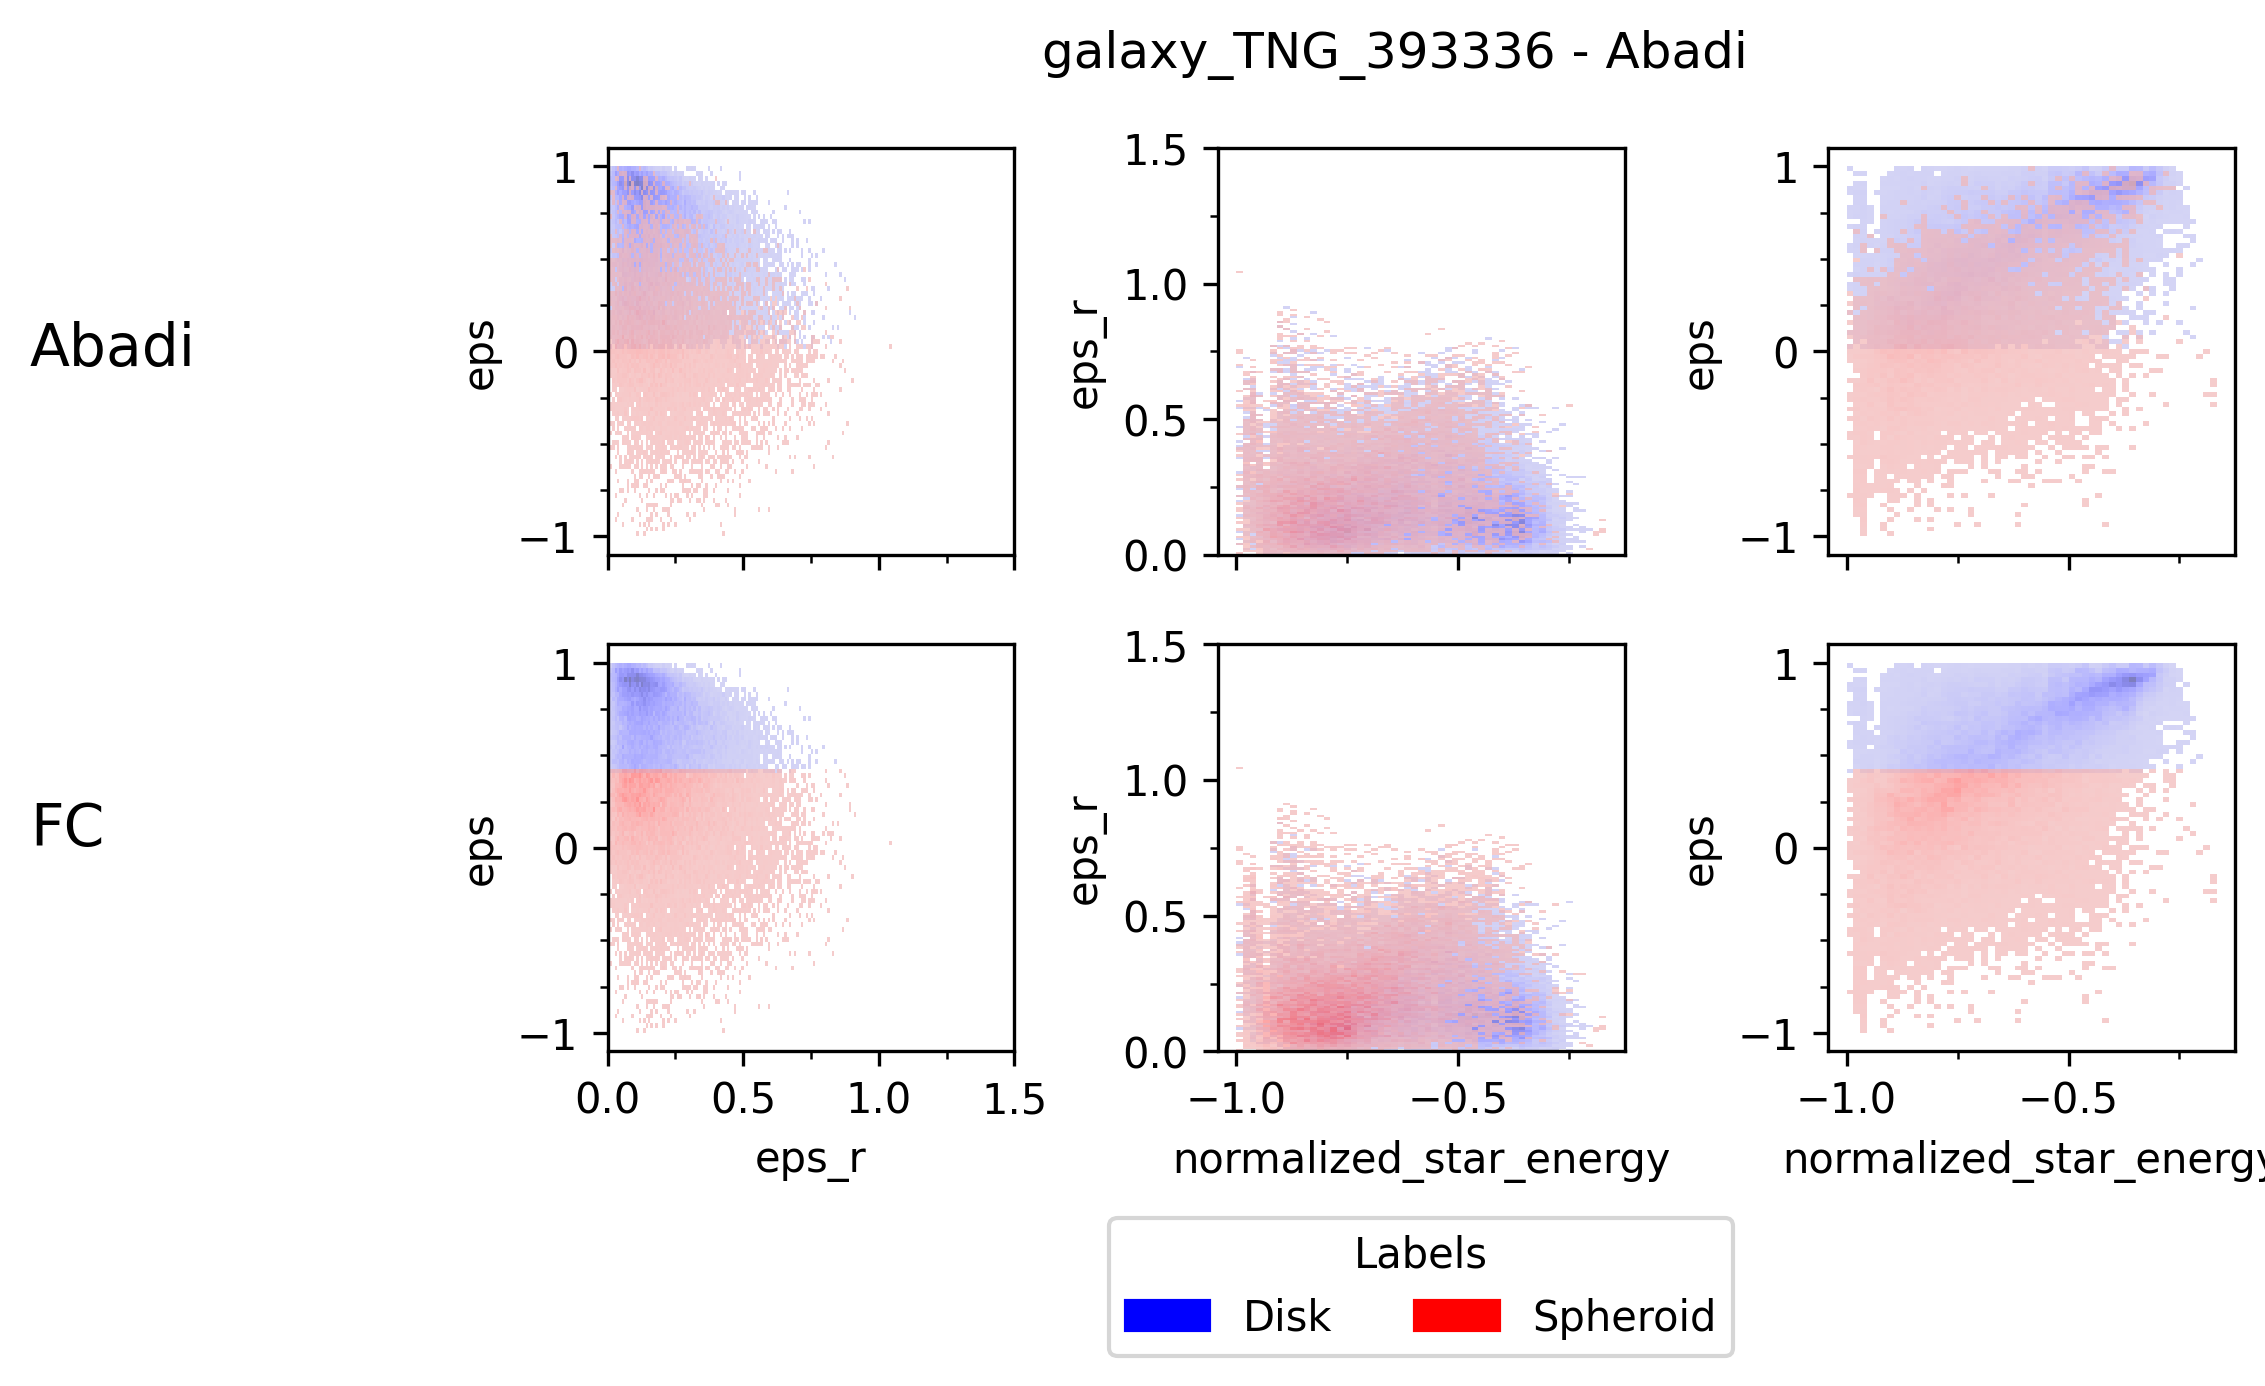 galaxy_TNG_393336 - Abadi
Abadi
eps
1
0
−1
eps_r
1.5
1.0
0.5
0.0
eps
1
0
−1
FC
eps
1
0
−1
0.0 0.5 1.0 1.5
eps_r
eps_r
1.5
1.0
0.5
0.0
−1.0 −0.5
normalized_star_energy
eps
1
0
−1
−1.0 −0.5
normalized_star_energy
Labels
Disk Spheroid